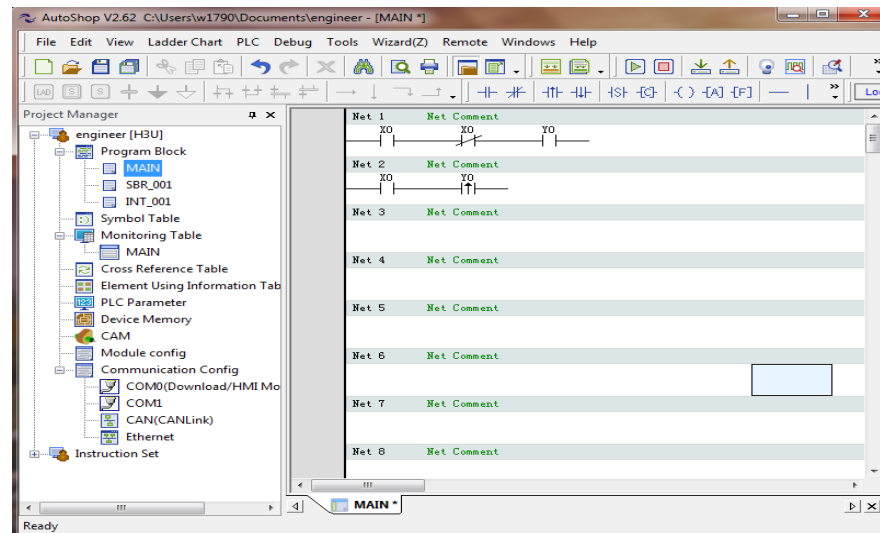 AutoShop V2.62 C:\Users\w1790\Documents\engineer - [MAIN *]
File Edit View Ladder Chart PLC Debug Tools Wizard(Z) Remote Windows Help
LAD S S [A] [F] Lo
Project Manager
engineer [H3U]
Program Block
MAIN
SBR_001
INT_001
Symbol Table
Monitoring Table
MAIN
Cross Reference Table
Element Using Information Tab
PLC Parameter
Device Memory
CAM
Module config
Communication Config
COM0(Download/HMI Mo
COM1
CAN(CANLink)
Ethernet
Instruction Set
Net 1 Net Comment
X0 X0 Y0
Net 2 Net Comment
X0 Y0
Net 3 Net Comment
Net 4 Net Comment
Net 5 Net Comment
Net 6 Net Comment
Net 7 Net Comment
Net 8 Net Comment
MAIN *
Ready